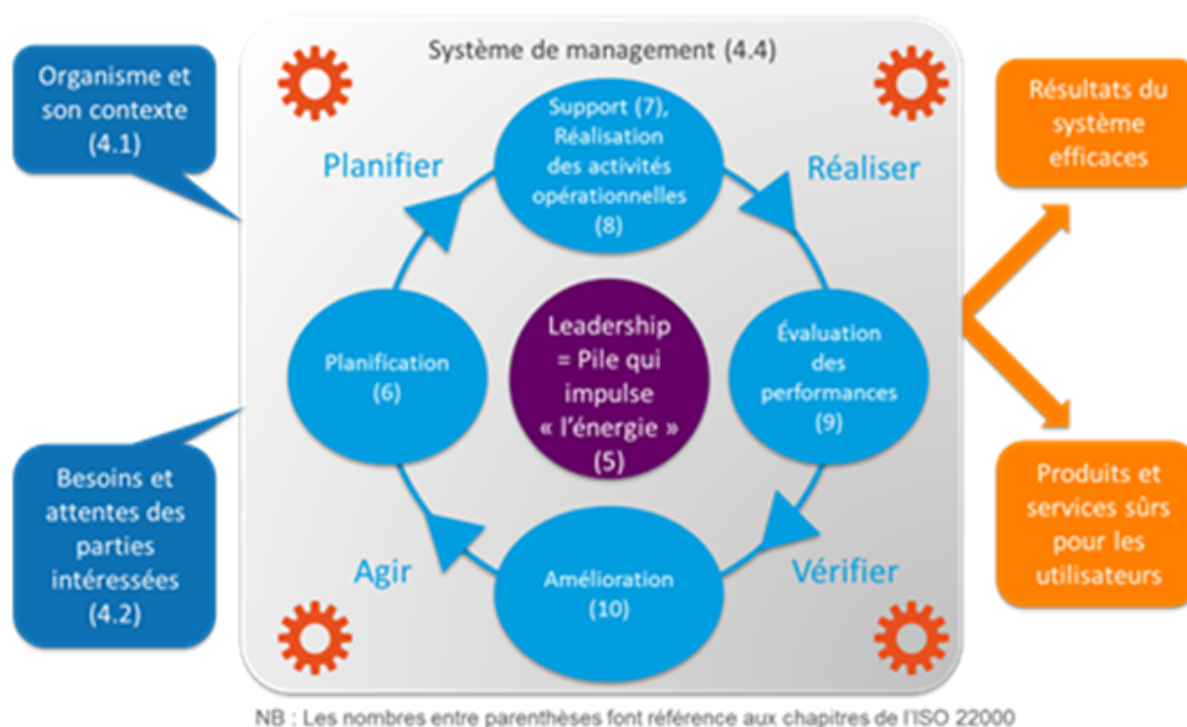 Système de management (4.4)
Organisme et
son contexte
(4.1)
Besoins et
attentes des
parties
intéressées
(4.2)
Planifier
Support (7),
Réalisation
des activités
opérationnelles
(8)
Réaliser
Planification
(6)
Leadership
= Pile qui
impulse
« l'énergie »
(5)
Évaluation
des
performances
(9)
Agir
Amélioration
(10)
Vérifier
Résultats du
système
efficaces
Produits et
services sûrs
pour les
utilisateurs
NB : Les nombres entre parenthèses font référence aux chapitres de l'ISO 22000